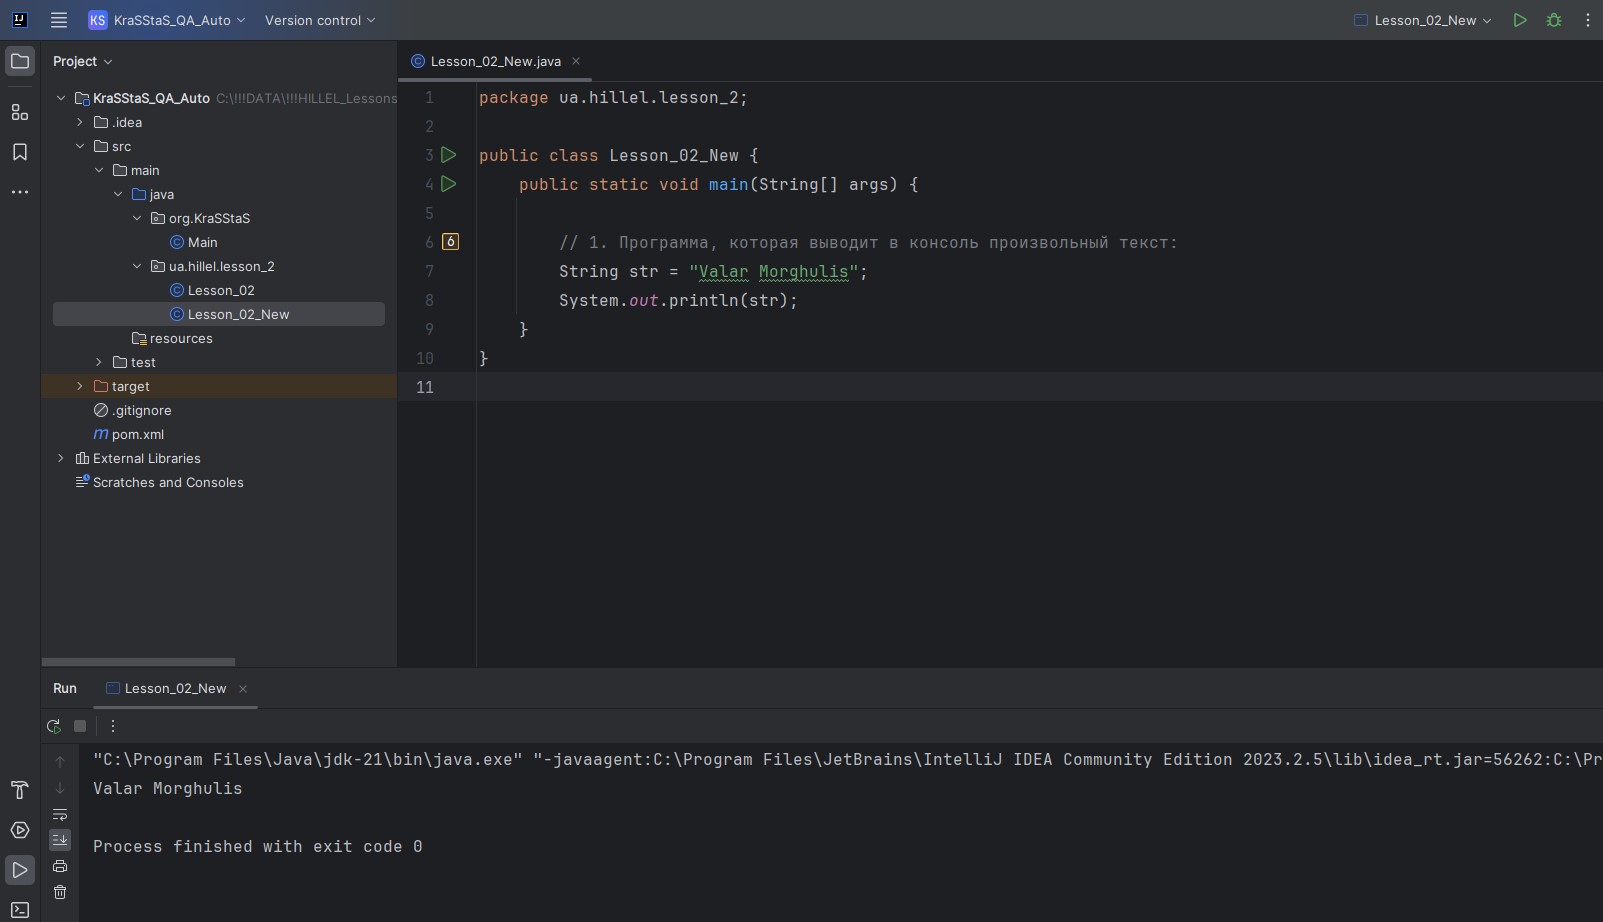 KS KraSStaS_QA_Auto Version control Lesson_02_New
Project
KraSStaS_QA_Auto C:\!!!DATA\!!!HILLEL_Lessons
.idea
src
main
java
org.KraSStaS
Main
ua.hillel.lesson_2
Lesson_02
Lesson_02_New
resources
test
target
.gitignore
pom.xml
External Libraries
Scratches and Consoles
Lesson_02_New.java
1 package ua.hillel.lesson_2;
2
3 public class Lesson_02_New {
4 public static void main(String[] args) {
5
6 6 // 1. Программа, которая выводит в консоль произвольный текст:
7 String str = "Valar Morghulis";
8 System.out.println(str);
9 }
10 }
11
Run Lesson_02_New
"C:\Program Files\Java\jdk-21\bin\java.exe" "-javaagent:C:\Program Files\JetBrains\IntelliJ IDEA Community Edition 2023.2.5\lib\idea_rt.jar=56262:C:\Pr
Valar Morghulis
Process finished with exit code 0